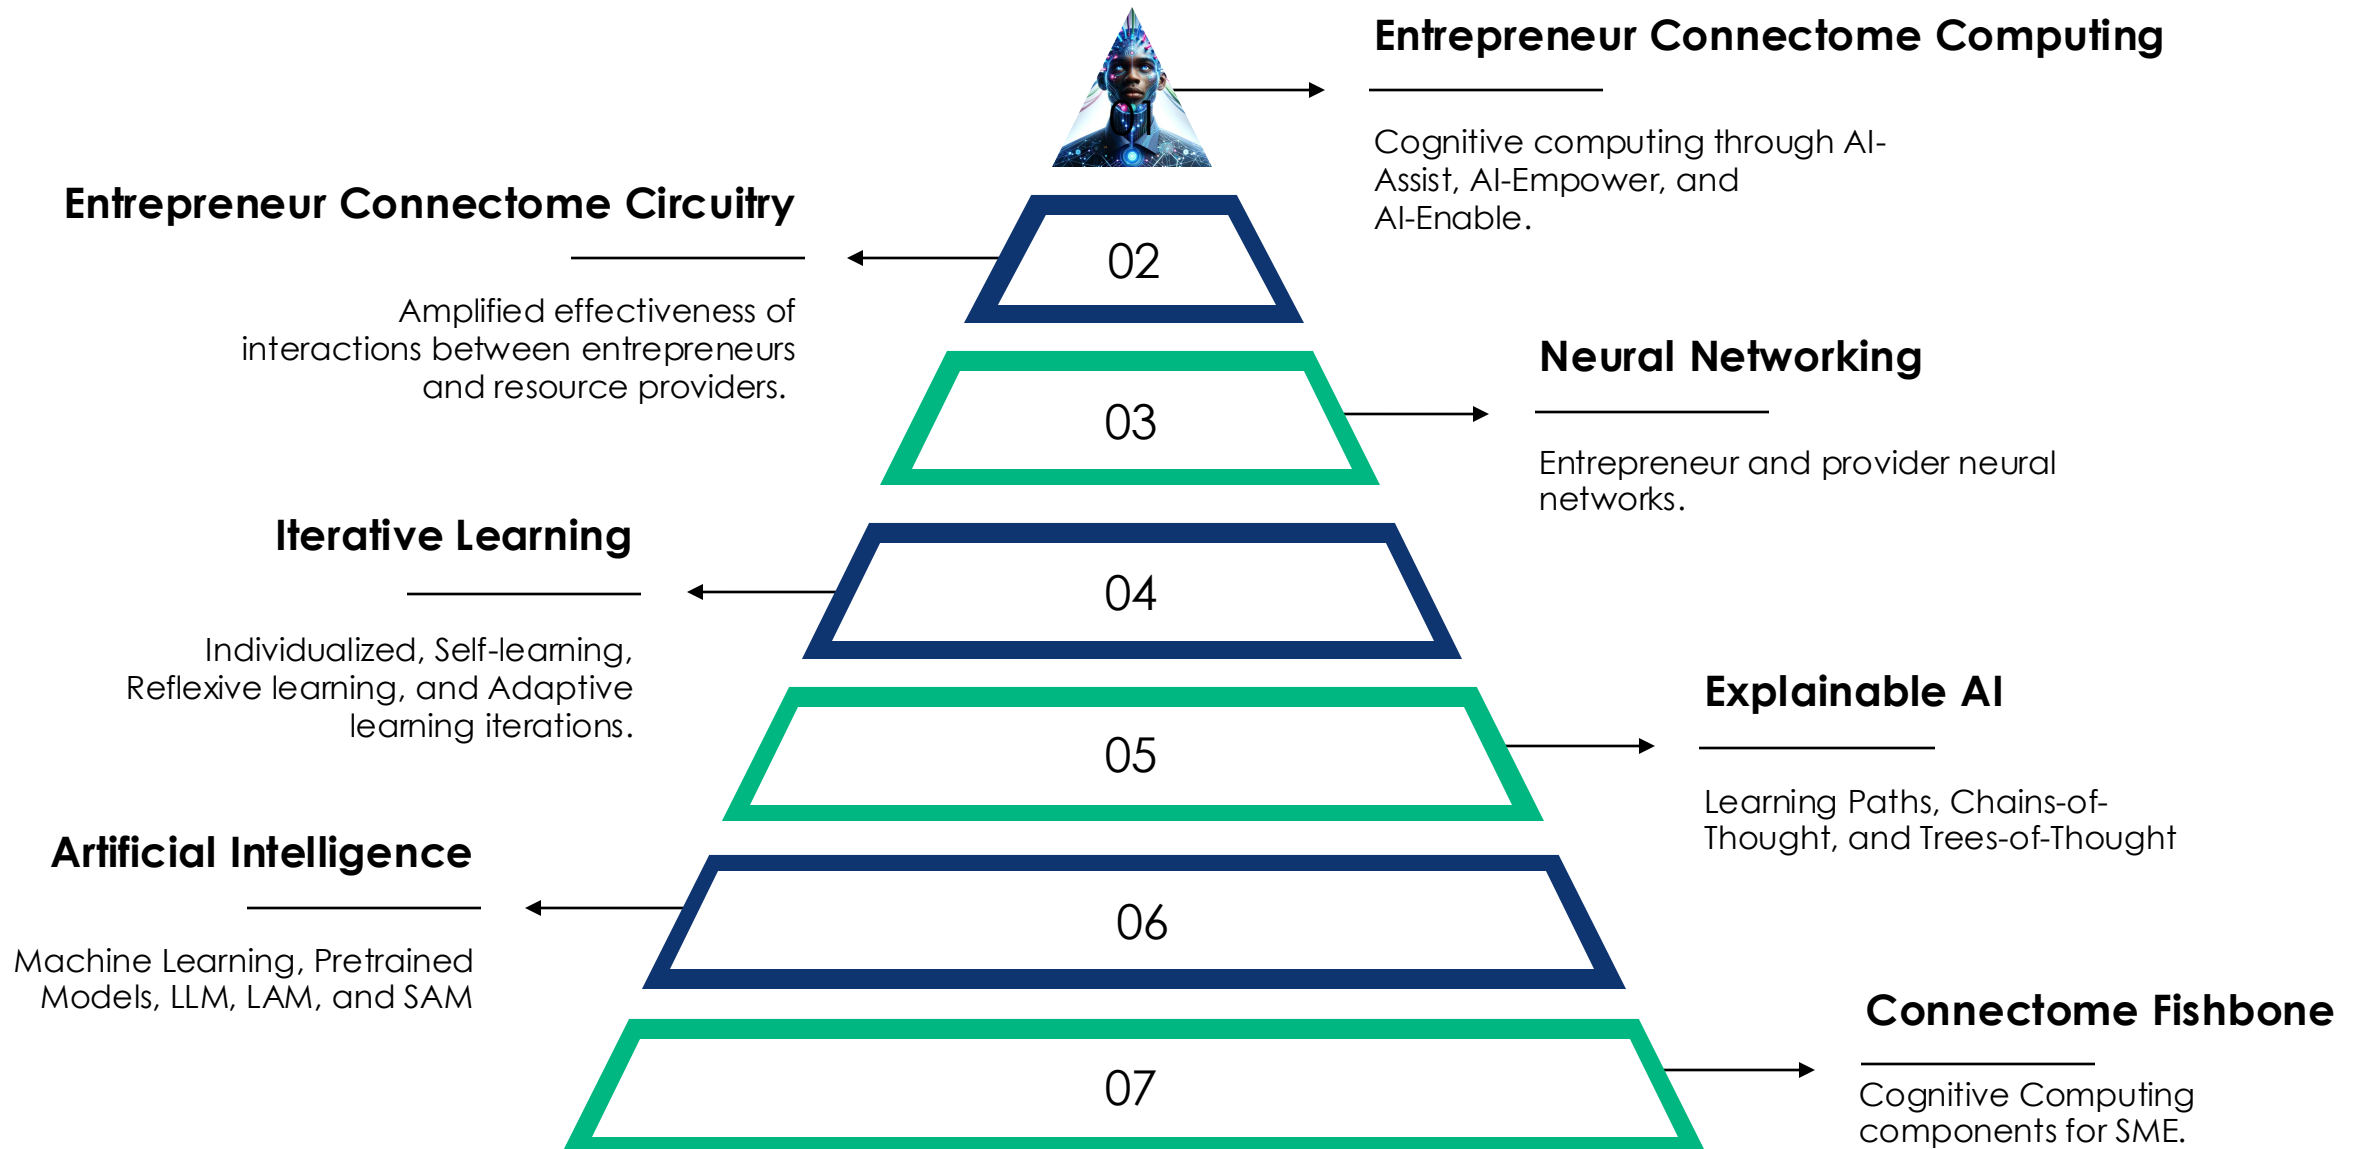 Entrepreneur Connectome Computing
01
Cognitive computing through AI-
Assist, AI-Empower, and
AI-Enable.
Entrepreneur Connectome Circuitry
02
Amplified effectiveness of
interactions between entrepreneurs
and resource providers.
Neural Networking
03
Entrepreneur and provider neural
networks.
Iterative Learning
04
Individualized, Self-learning,
Reflexive learning, and Adaptive
learning iterations.
Explainable AI
05
Learning Paths, Chains-of-
Thought, and Trees-of-Thought
Artificial Intelligence
06
Machine Learning, Pretrained
Models, LLM, LAM, and SAM
Connectome Fishbone
07
Cognitive Computing
components for SME.